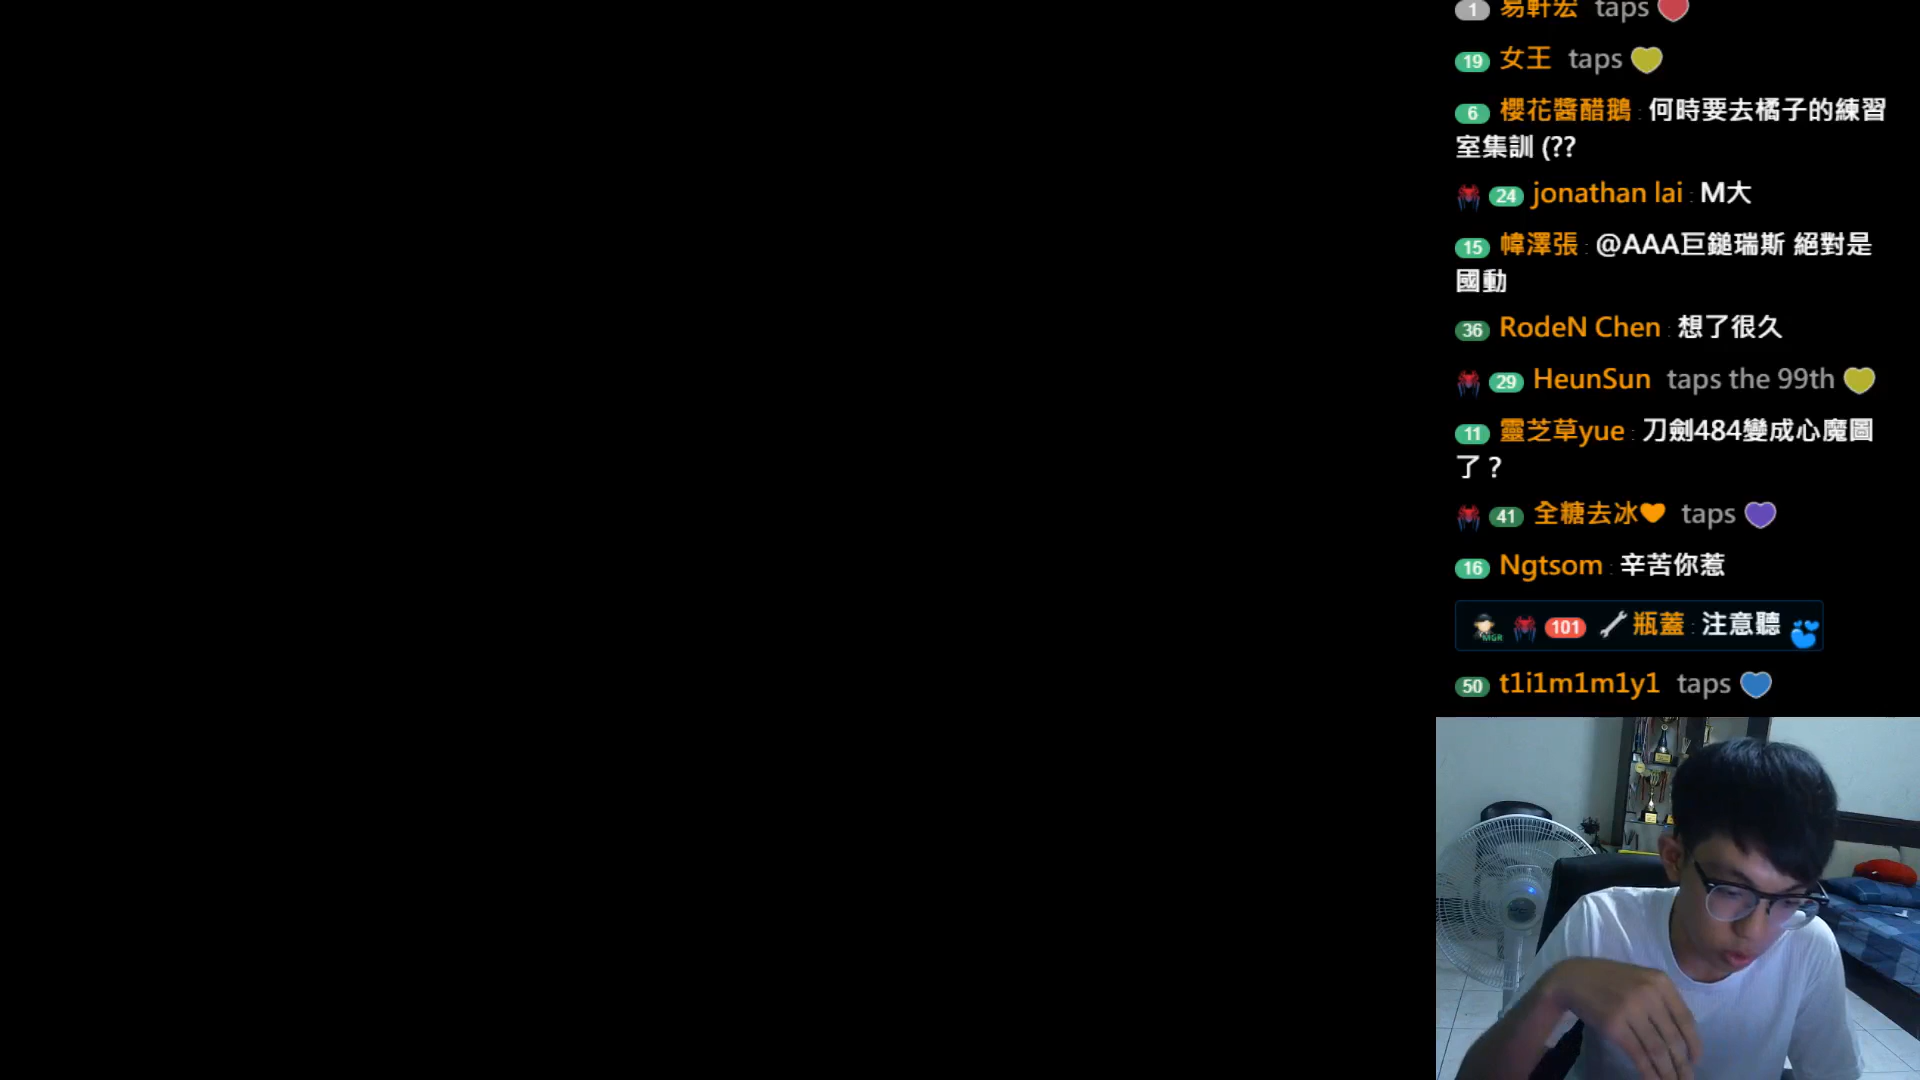 1 易軒宏 taps
19 女王 taps
6 櫻花醬醋鵝 : 何時要去橘子的練習
室集訓 (??
24 jonathan lai : M大
15 幃澤張 : @AAA巨鎚瑞斯 絕對是
國動
36 RodeN Chen : 想了很久
29 HeunSun taps the 99th
11 靈芝草yue : 刀劍484變成心魔圖
了?
41 全糖去冰🧡 taps
16 Ngtsom : 辛苦你惹
MGR 101 瓶蓋 : 注意聽
50 t1i1m1m1y1 taps